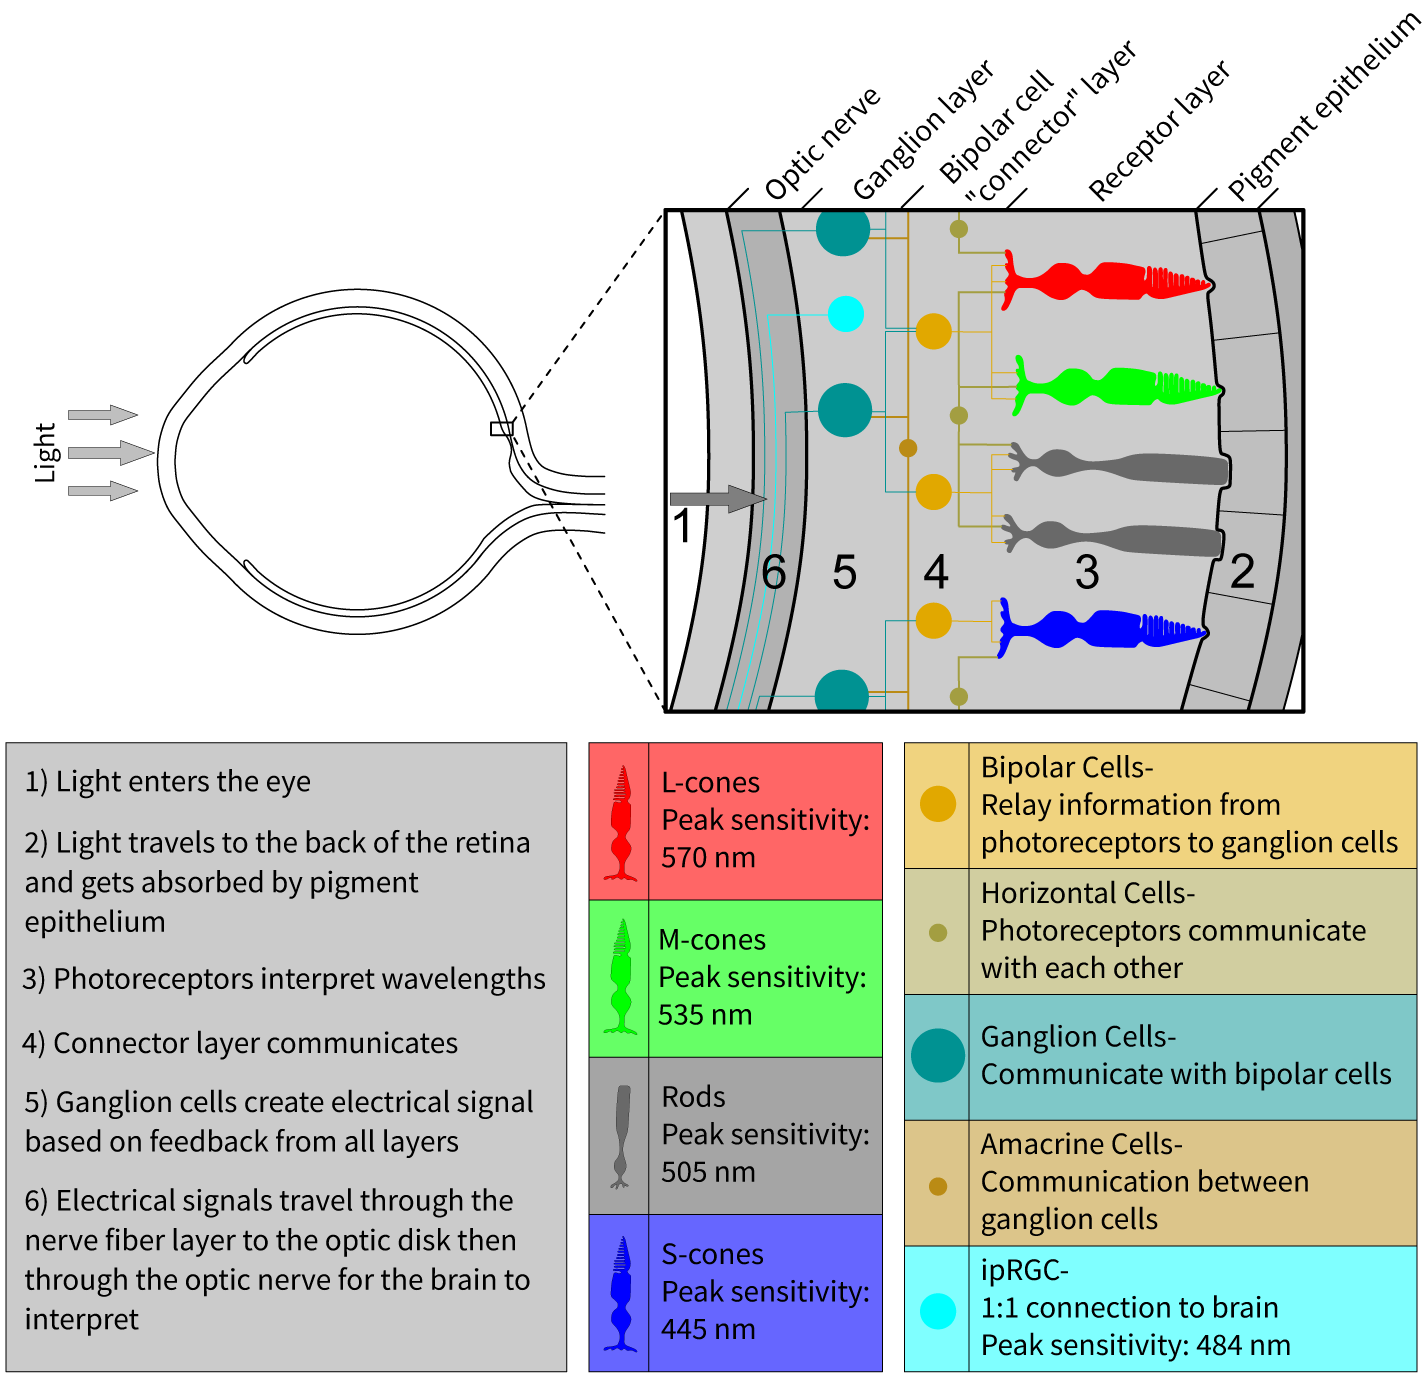 Optic nerve
Ganglion layer
Bipolar cell
"connector" layer
Receptor layer
Pigment epithelium
Light
1
6
5
4
3
2
1) Light enters the eye
2) Light travels to the back of the retina
and gets absorbed by pigment
epithelium
3) Photoreceptors interpret wavelengths
4) Connector layer communicates
5) Ganglion cells create electrical signal
based on feedback from all layers
6) Electrical signals travel through the
nerve fiber layer to the optic disk then
through the optic nerve for the brain to
interpret
L-cones
Peak sensitivity:
570 nm
M-cones
Peak sensitivity:
535 nm
Rods
Peak sensitivity:
505 nm
S-cones
Peak sensitivity:
445 nm
Bipolar Cells-
Relay information from
photoreceptors to ganglion cells
Horizontal Cells-
Photoreceptors communicate
with each other
Ganglion Cells-
Communicate with bipolar cells
Amacrine Cells-
Communication between
ganglion cells
ipRGC-
1:1 connection to brain
Peak sensitivity: 484 nm